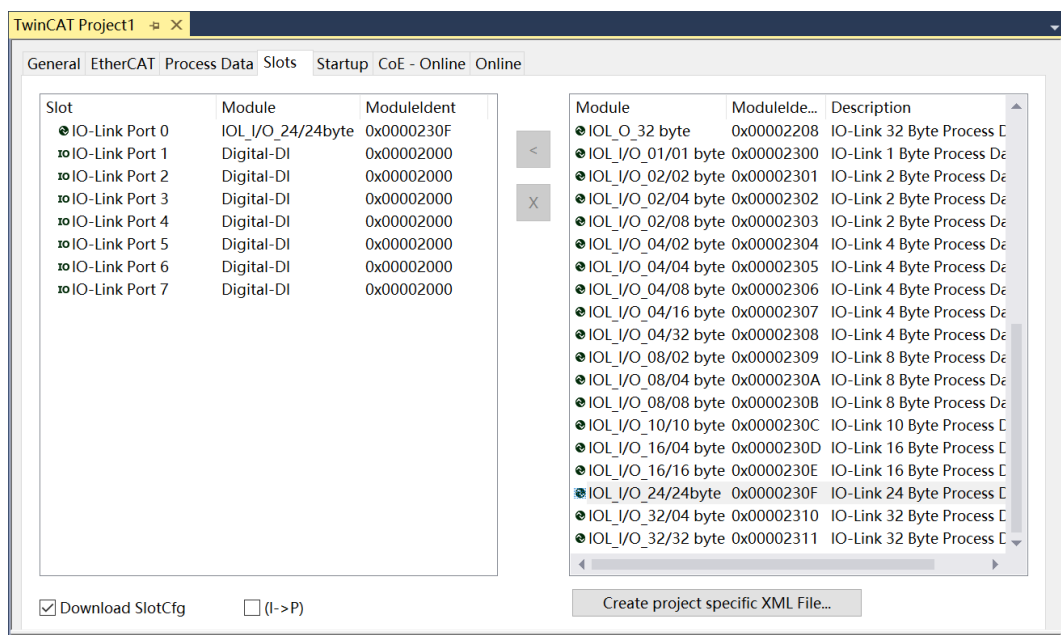 TwinCAT Project1
General EtherCAT Process Data Slots Startup CoE - Online Online
Slot Module ModuleIdent
IO-Link Port 0 IOL_I/O_24/24byte 0x0000230F
IO-Link Port 1 Digital-DI 0x00002000
IO-Link Port 2 Digital-DI 0x00002000
IO-Link Port 3 Digital-DI 0x00002000
IO-Link Port 4 Digital-DI 0x00002000
IO-Link Port 5 Digital-DI 0x00002000
IO-Link Port 6 Digital-DI 0x00002000
IO-Link Port 7 Digital-DI 0x00002000
<
X
Module ModuleIde... Description
IOL_O_32 byte 0x00002208 IO-Link 32 Byte Process D
IOL_I/O_01/01 byte 0x00002300 IO-Link 1 Byte Process Da
IOL_I/O_02/02 byte 0x00002301 IO-Link 2 Byte Process Da
IOL_I/O_02/04 byte 0x00002302 IO-Link 2 Byte Process Da
IOL_I/O_02/08 byte 0x00002303 IO-Link 2 Byte Process Da
IOL_I/O_04/02 byte 0x00002304 IO-Link 4 Byte Process Da
IOL_I/O_04/04 byte 0x00002305 IO-Link 4 Byte Process Da
IOL_I/O_04/08 byte 0x00002306 IO-Link 4 Byte Process Da
IOL_I/O_04/16 byte 0x00002307 IO-Link 4 Byte Process Da
IOL_I/O_04/32 byte 0x00002308 IO-Link 4 Byte Process Da
IOL_I/O_08/02 byte 0x00002309 IO-Link 8 Byte Process Da
IOL_I/O_08/04 byte 0x0000230A IO-Link 8 Byte Process Da
IOL_I/O_08/08 byte 0x0000230B IO-Link 8 Byte Process Da
IOL_I/O_10/10 byte 0x0000230C IO-Link 10 Byte Process D
IOL_I/O_16/04 byte 0x0000230D IO-Link 16 Byte Process D
IOL_I/O_16/16 byte 0x0000230E IO-Link 16 Byte Process D
IOL_I/O_24/24byte 0x0000230F IO-Link 24 Byte Process D
IOL_I/O_32/04 byte 0x00002310 IO-Link 32 Byte Process D
IOL_I/O_32/32 byte 0x00002311 IO-Link 32 Byte Process D
Download SlotCfg (I->P)
Create project specific XML File...